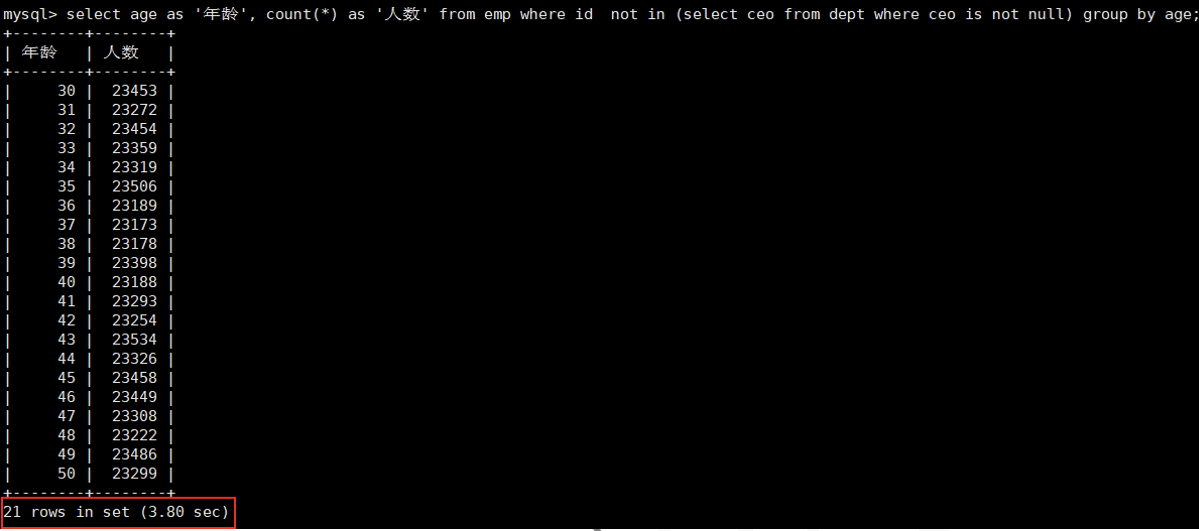 mysql> select age as '年龄', count(*) as '人数' from emp where id  not in (select ceo from dept where ceo is not null) group by age;
+--------+--------+
| 年龄   | 人数   |
+--------+--------+
|     30 |  23453 |
|     31 |  23272 |
|     32 |  23454 |
|     33 |  23359 |
|     34 |  23319 |
|     35 |  23506 |
|     36 |  23189 |
|     37 |  23173 |
|     38 |  23178 |
|     39 |  23398 |
|     40 |  23188 |
|     41 |  23293 |
|     42 |  23254 |
|     43 |  23534 |
|     44 |  23326 |
|     45 |  23458 |
|     46 |  23449 |
|     47 |  23308 |
|     48 |  23222 |
|     49 |  23486 |
|     50 |  23299 |
+--------+--------+
21 rows in set (3.80 sec)